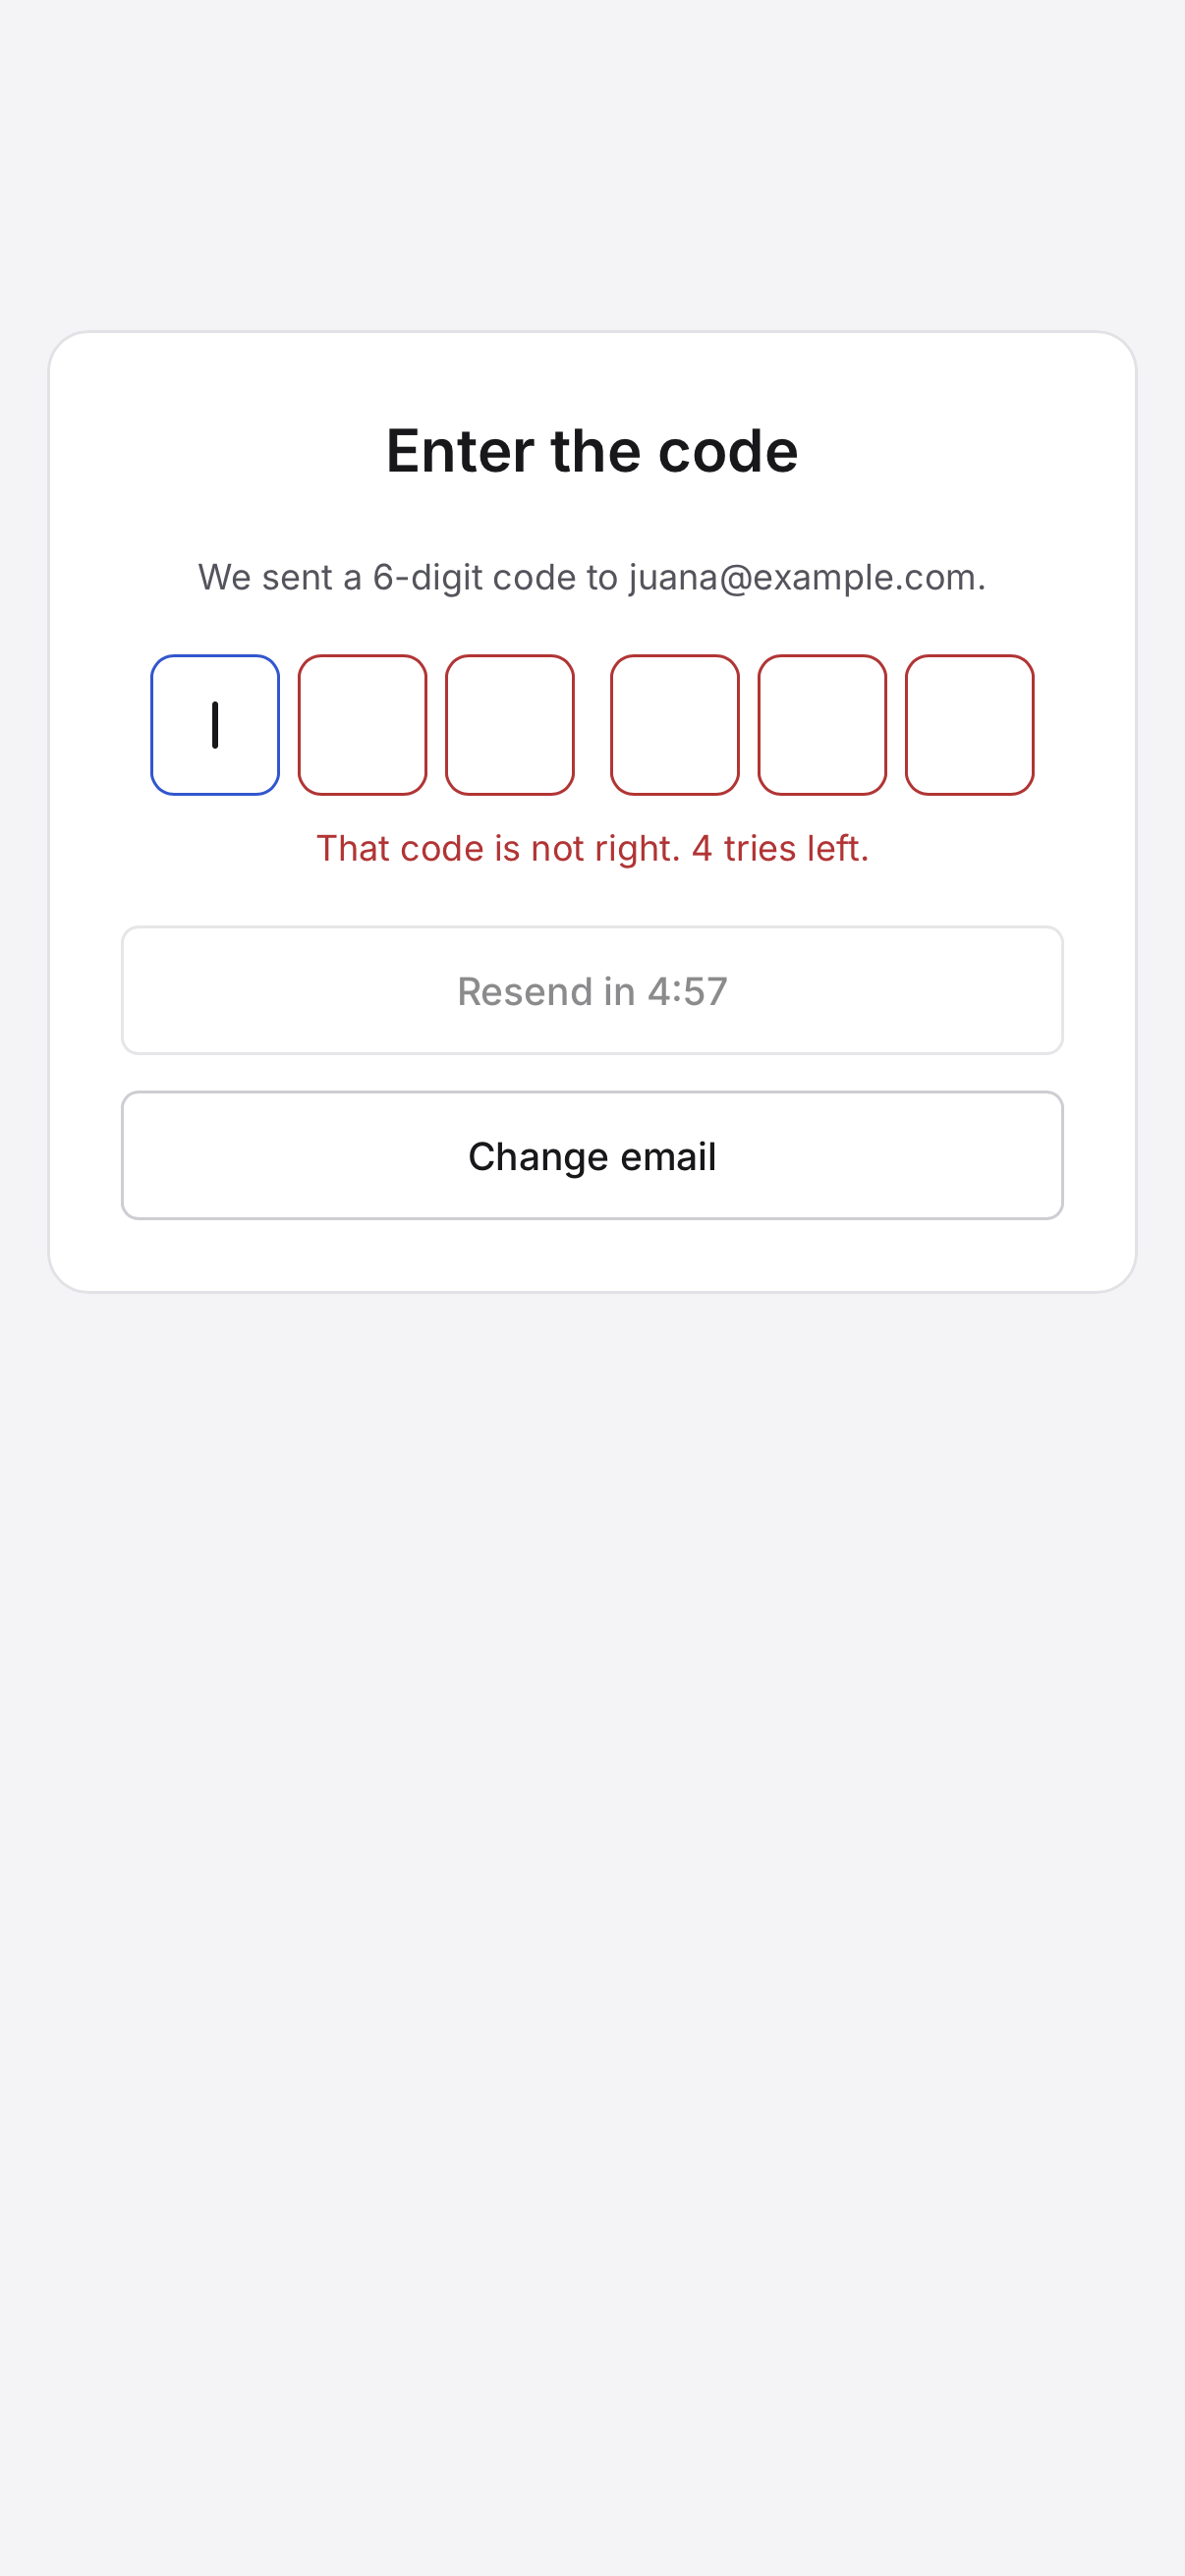 Enter the code
We sent a 6-digit code to juana@example.com.
That code is not right. 4 tries left.
Resend in 4:57
Change email